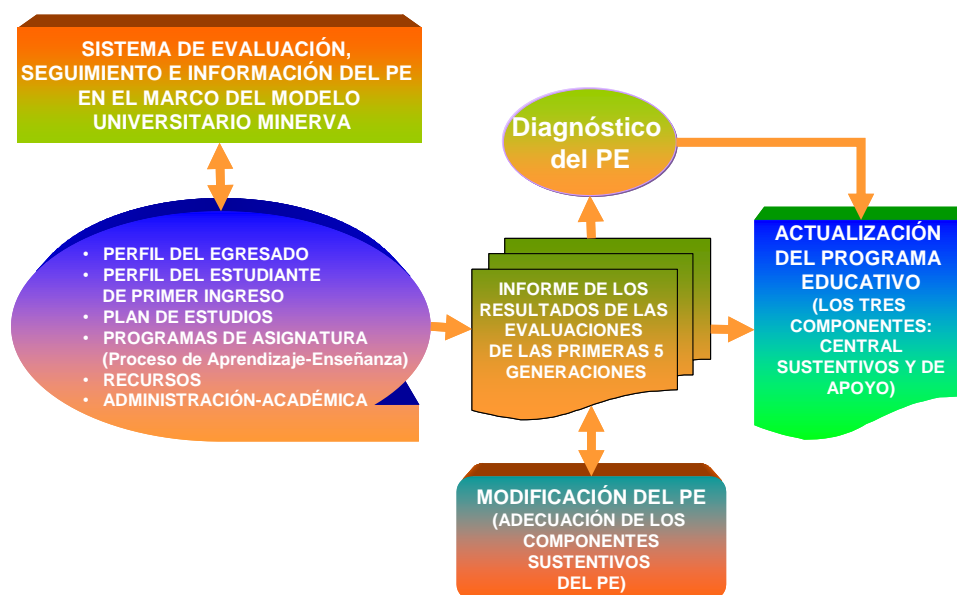 SISTEMA DE EVALUACIÓN,
SEGUIMIENTO E INFORMACIÓN DEL PE
EN EL MARCO DEL MODELO
UNIVERSITARIO MINERVA
• PERFIL DEL EGRESADO
• PERFIL DEL ESTUDIANTE
DE PRIMER INGRESO
• PLAN DE ESTUDIOS
• PROGRAMAS DE ASIGNATURA
(Proceso de Aprendizaje-Enseñanza)
• RECURSOS
• ADMINISTRACIÓN-ACADÉMICA
Diagnóstico
del PE
INFORME DE LOS
RESULTADOS DE LAS
EVALUACIONES
DE LAS PRIMERAS 5
GENERACIONES
ACTUALIZACIÓN
DEL PROGRAMA
EDUCATIVO
(LOS TRES
COMPONENTES:
CENTRAL
SUSTENTIVOS Y DE
APOYO)
MODIFICACIÓN DEL PE
(ADECUACIÓN DE LOS
COMPONENTES
SUSTENTIVOS
DEL PE)